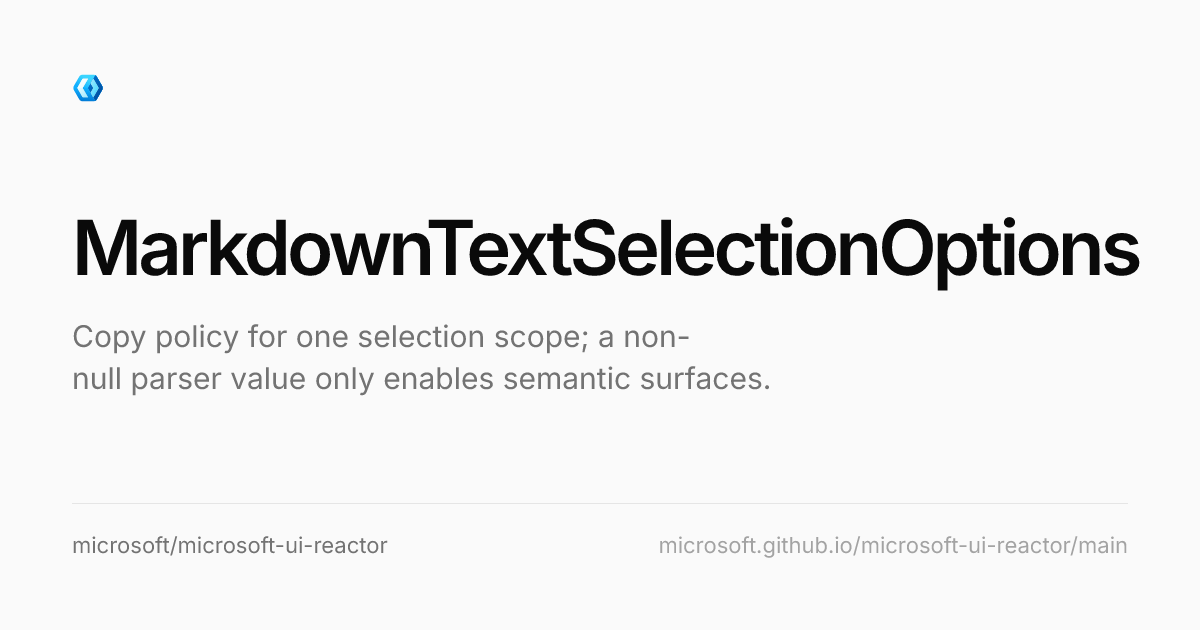 MarkdownTextSelectionOptions
Copy policy for one selection scope; a non-
null parser value only enables semantic surfaces.
microsoft/microsoft-ui-reactor
microsoft.github.io/microsoft-ui-reactor/main